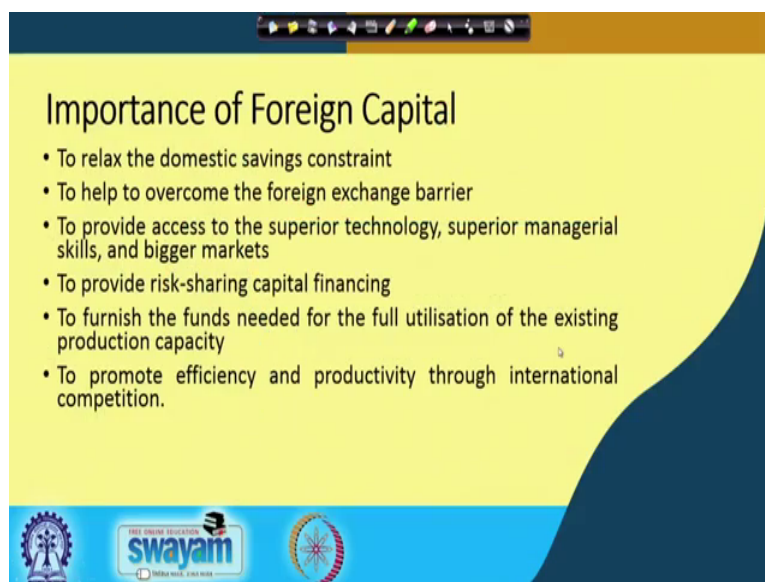 Importance of Foreign Capital
• To relax the domestic savings constraint
• To help to overcome the foreign exchange barrier
• To provide access to the superior technology, superior managerial
skills, and bigger markets
• To provide risk-sharing capital financing
• To furnish the funds needed for the full utilisation of the existing
production capacity
• To promote efficiency and productivity through international
competition.
FREE ONLINE EDUCATION
swayam